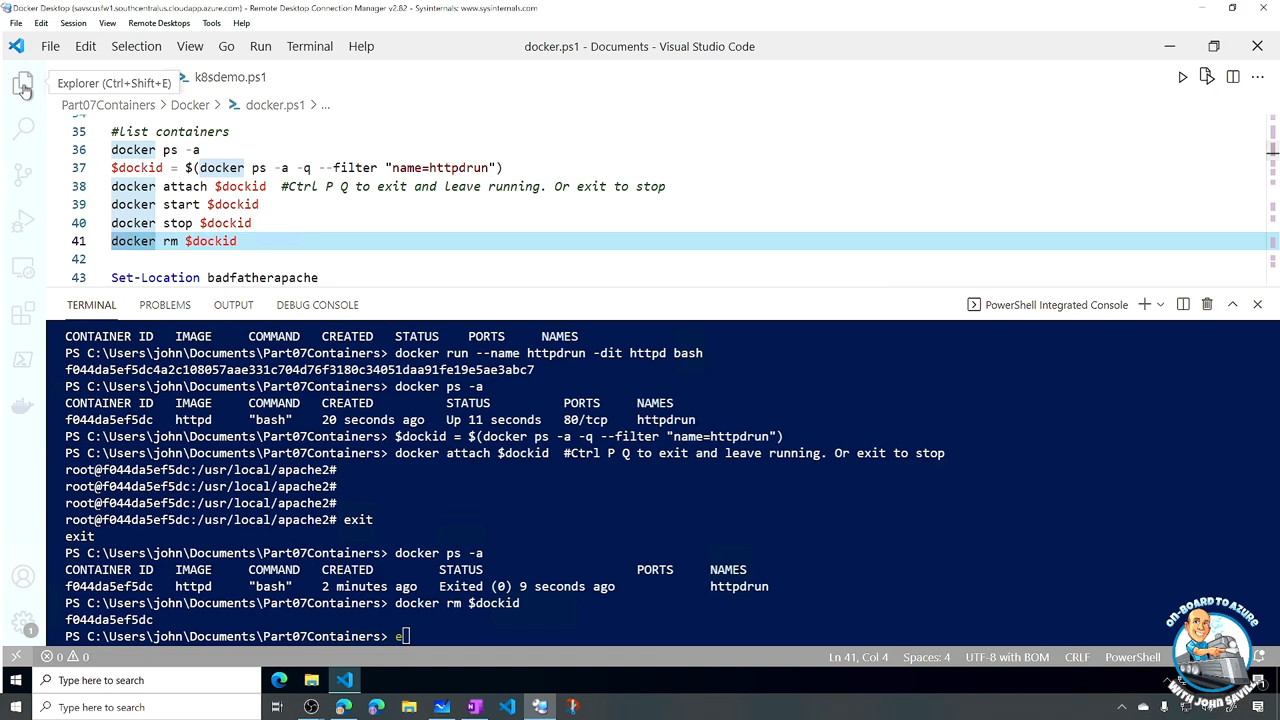 Docker Desktop (savscusfw1.southcentralus.cloudapp.azure.com) - Remote Desktop Connection Manager v2.82 - Sysinternals: www.sysinternals.com
File Edit Session View Remote Desktops Tools Help
File Edit Selection View Go Run Terminal Help docker.ps1 - Documents - Visual Studio Code
Explorer (Ctrl+Shift+E) k8sdemo.ps1
Part07Containers > Docker > docker.ps1 > ...
35 #list containers
36 docker ps -a
37 $dockid = $(docker ps -a -q --filter "name=httpdrun")
38 docker attach $dockid #Ctrl P Q to exit and leave running. Or exit to stop
39 docker start $dockid
40 docker stop $dockid
41 docker rm $dockid
42
43 Set-Location badfatherapache
TERMINAL PROBLEMS OUTPUT DEBUG CONSOLE PowerShell Integrated Console
CONTAINER ID IMAGE COMMAND CREATED STATUS PORTS NAMES
PS C:\Users\john\Documents\Part07Containers> docker run --name httpdrun -dit httpd bash
f044da5ef5dc4a2c108057aae331c704d76f3180c34051daa91fe19e5ae3abc7
PS C:\Users\john\Documents\Part07Containers> docker ps -a
CONTAINER ID IMAGE COMMAND CREATED STATUS PORTS NAMES
f044da5ef5dc httpd "bash" 20 seconds ago Up 11 seconds 80/tcp httpdrun
PS C:\Users\john\Documents\Part07Containers> $dockid = $(docker ps -a -q --filter "name=httpdrun")
PS C:\Users\john\Documents\Part07Containers> docker attach $dockid #Ctrl P Q to exit and leave running. Or exit to stop
root@f044da5ef5dc:/usr/local/apache2#
root@f044da5ef5dc:/usr/local/apache2#
root@f044da5ef5dc:/usr/local/apache2#
root@f044da5ef5dc:/usr/local/apache2# exit
exit
PS C:\Users\john\Documents\Part07Containers> docker ps -a
CONTAINER ID IMAGE COMMAND CREATED STATUS PORTS NAMES
f044da5ef5dc httpd "bash" 2 minutes ago Exited (0) 9 seconds ago httpdrun
PS C:\Users\john\Documents\Part07Containers> docker rm $dockid
f044da5ef5dc
PS C:\Users\john\Documents\Part07Containers> e
1
ON-BOARD TO AZURE
WITH JOHN SAVILL
0 0 Ln 41, Col 4 Spaces: 4 UTF-8 with BOM CRLF PowerShell
Type here to search
Type here to search